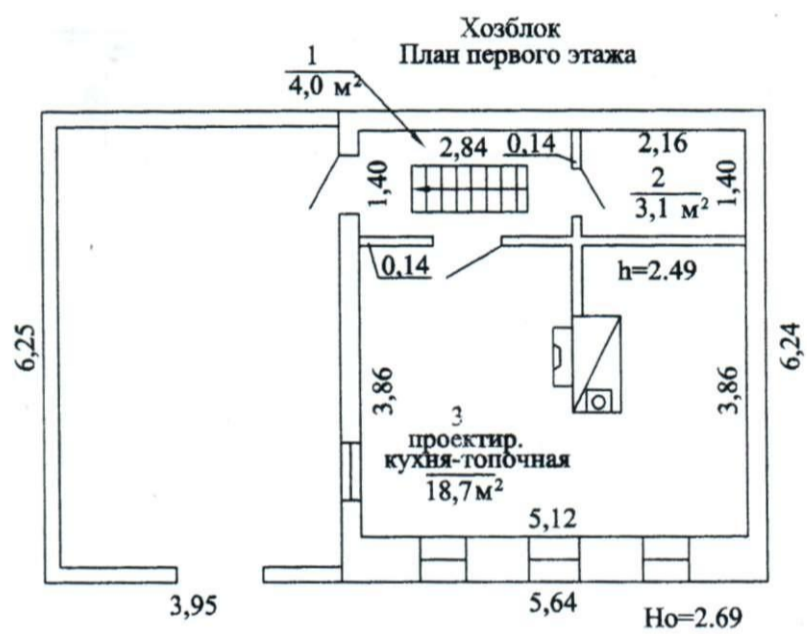 Хозблок
План первого этажа
1
4,0 м²
2,84
0,14
2,16
1,40
2
3,1 м²
1,40
0,14
h=2.49
6,25
6,24
3,86
3,86
3
проектир.
кухня-топочная
18,7м²
5,12
3,95
5,64
Но=2.69